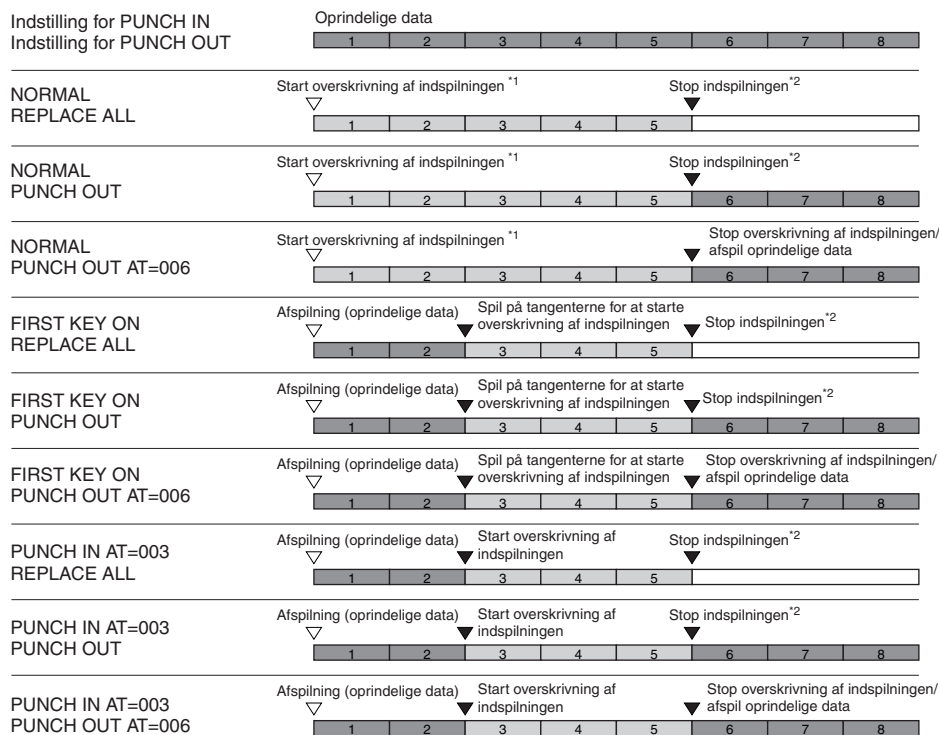 Indstilling for PUNCH IN
Indstilling for PUNCH OUT
Oprindelige data
1 2 3 4 5 6 7 8
NORMAL
REPLACE ALL
Start overskrivning af indspilningen *1
Stop indspilningen*2
1 2 3 4 5
NORMAL
PUNCH OUT
Start overskrivning af indspilningen *1
Stop indspilningen*2
1 2 3 4 5 6 7 8
NORMAL
PUNCH OUT AT=006
Start overskrivning af indspilningen *1
Stop overskrivning af indspilningen/
afspil oprindelige data
1 2 3 4 5 6 7 8
FIRST KEY ON
REPLACE ALL
Afspilning (oprindelige data)
Spil på tangenterne for at starte
overskrivning af indspilningen
Stop indspilningen*2
1 2 3 4 5
FIRST KEY ON
PUNCH OUT
Afspilning (oprindelige data)
Spil på tangenterne for at starte
overskrivning af indspilningen
Stop indspilningen*2
1 2 3 4 5 6 7 8
FIRST KEY ON
PUNCH OUT AT=006
Afspilning (oprindelige data)
Spil på tangenterne for at starte
overskrivning af indspilningen
Stop overskrivning af indspilningen/
afspil oprindelige data
1 2 3 4 5 6 7 8
PUNCH IN AT=003
REPLACE ALL
Afspilning (oprindelige data)
Start overskrivning af
indspilningen
Stop indspilningen*2
1 2 3 4 5
PUNCH IN AT=003
PUNCH OUT
Afspilning (oprindelige data)
Start overskrivning af
indspilningen
Stop indspilningen*2
1 2 3 4 5 6 7 8
PUNCH IN AT=003
PUNCH OUT AT=006
Afspilning (oprindelige data)
Start overskrivning af
indspilningen
Stop overskrivning af indspilningen/
afspil oprindelige data
1 2 3 4 5 6 7 8